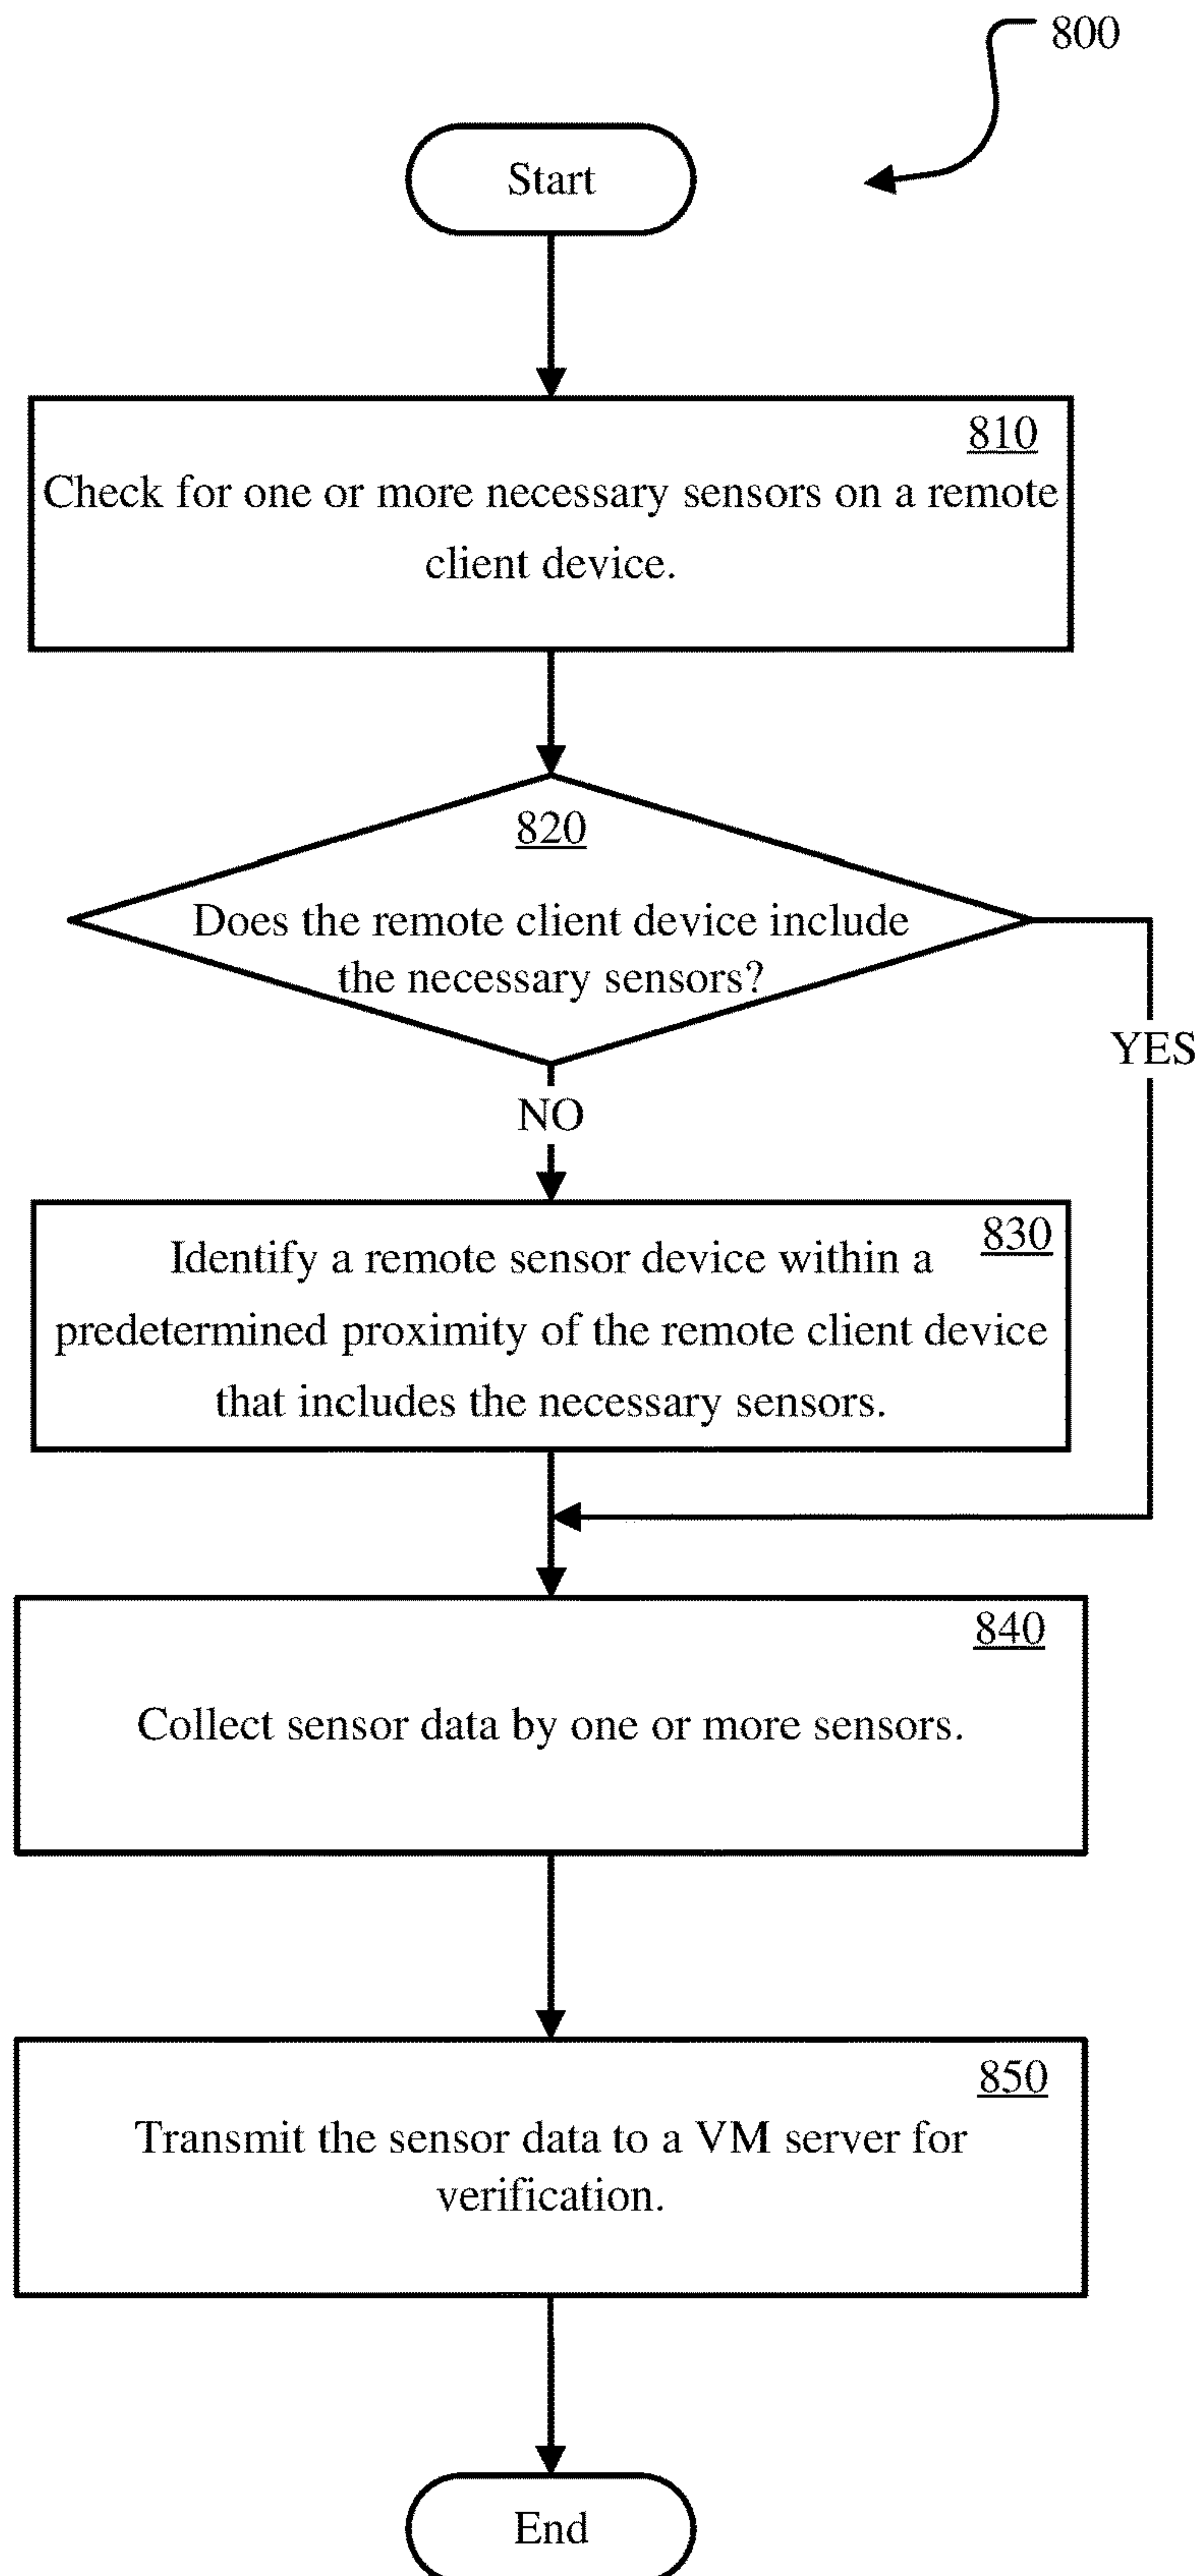 800
Start
810
Check for one or more necessary sensors on a remote
client device.
820
Does the remote client device include
the necessary sensors?
YES
NO
830
Identify a remote sensor device within a
predetermined proximity of the remote client device
that includes the necessary sensors.
840
Collect sensor data by one or more sensors.
850
Transmit the sensor data to a VM server for
verification.
End